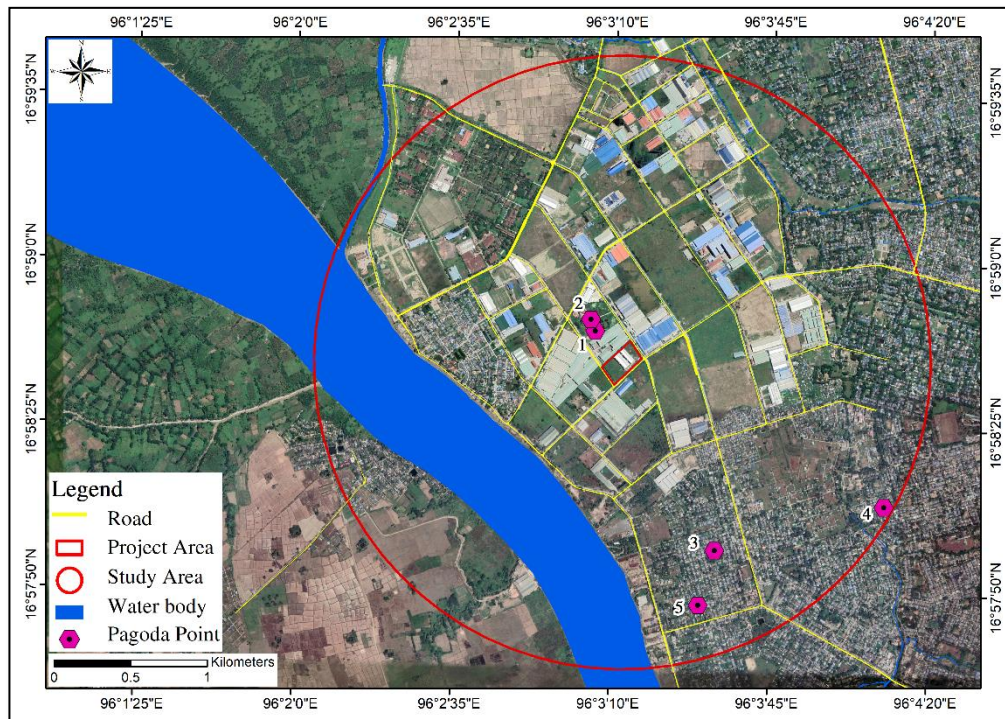 96°1'25"E 96°2'0"E 96°2'35"E 96°3'10"E 96°3'45"E 96°4'20"E
16°59'35"N
16°59'35"N
16°59'0"N
16°59'0"N
2
1
16°58'25"N
16°58'25"N
Legend
Road
Project Area
Study Area
Water body
Pagoda Point
4
3
5
16°57'50"N
16°57'50"N
Kilometers
0 0.5 1
96°1'25"E 96°2'0"E 96°2'35"E 96°3'10"E 96°3'45"E 96°4'20"E